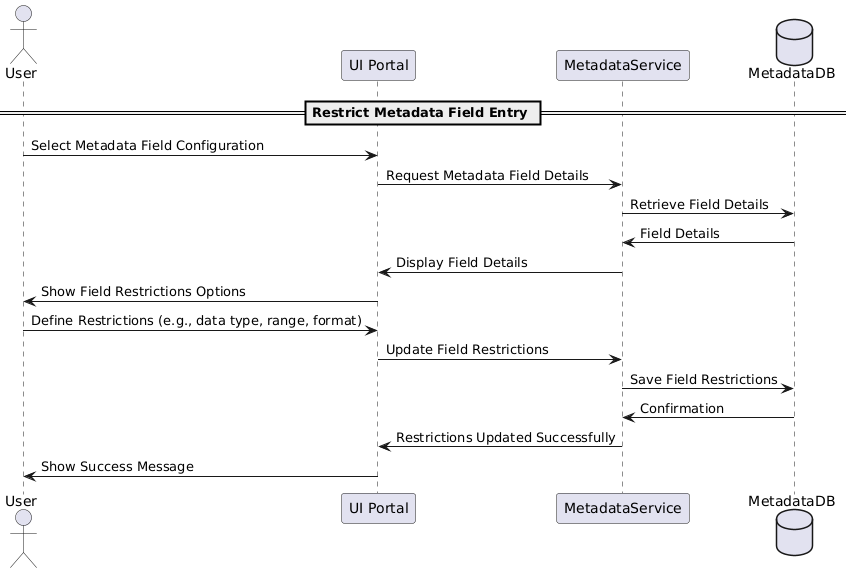 User
UI Portal
MetadataService
MetadataDB
Restrict Metadata Field Entry
Select Metadata Field Configuration
Request Metadata Field Details
Retrieve Field Details
Field Details
Display Field Details
Show Field Restrictions Options
Define Restrictions (e.g., data type, range, format)
Update Field Restrictions
Save Field Restrictions
Confirmation
Restrictions Updated Successfully
Show Success Message
User
UI Portal
MetadataService
MetadataDB